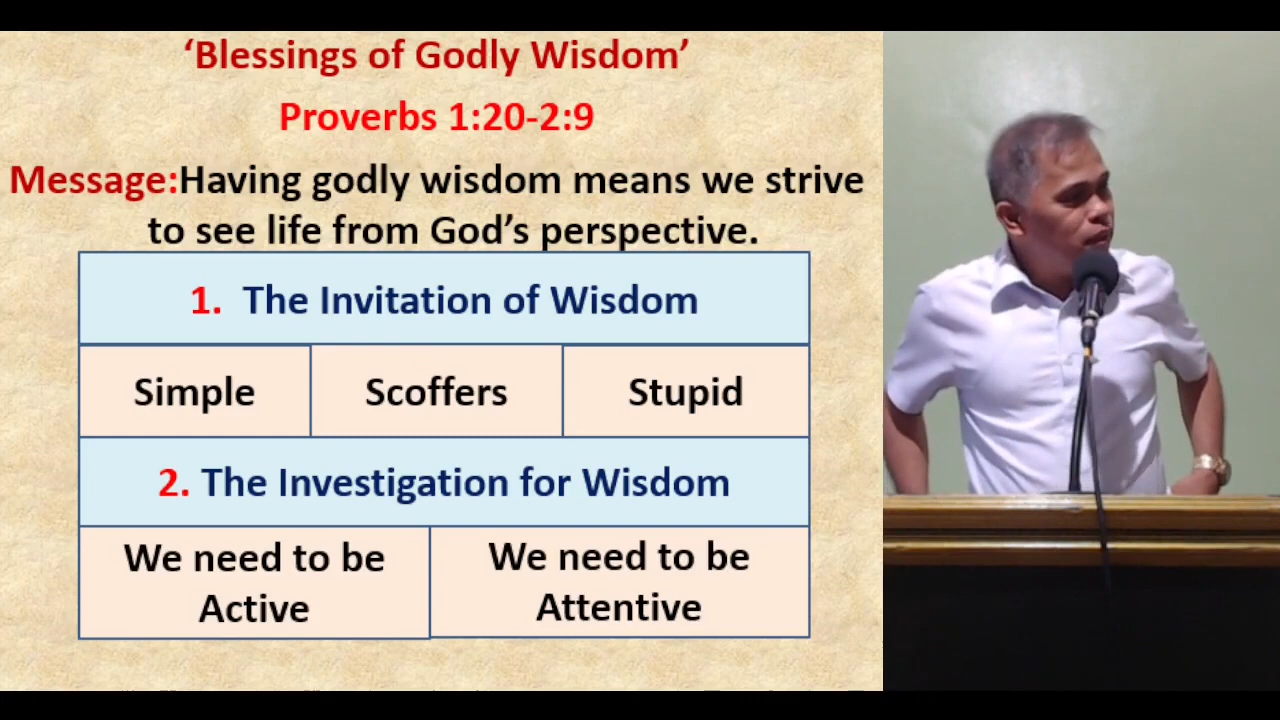 ‘Blessings of Godly Wisdom’
Proverbs 1:20-2:9
Message:Having godly wisdom means we strive
to see life from God’s perspective.
1. The Invitation of Wisdom
Simple
Scoffers
Stupid
2. The Investigation for Wisdom
We need to be
Active
We need to be
Attentive